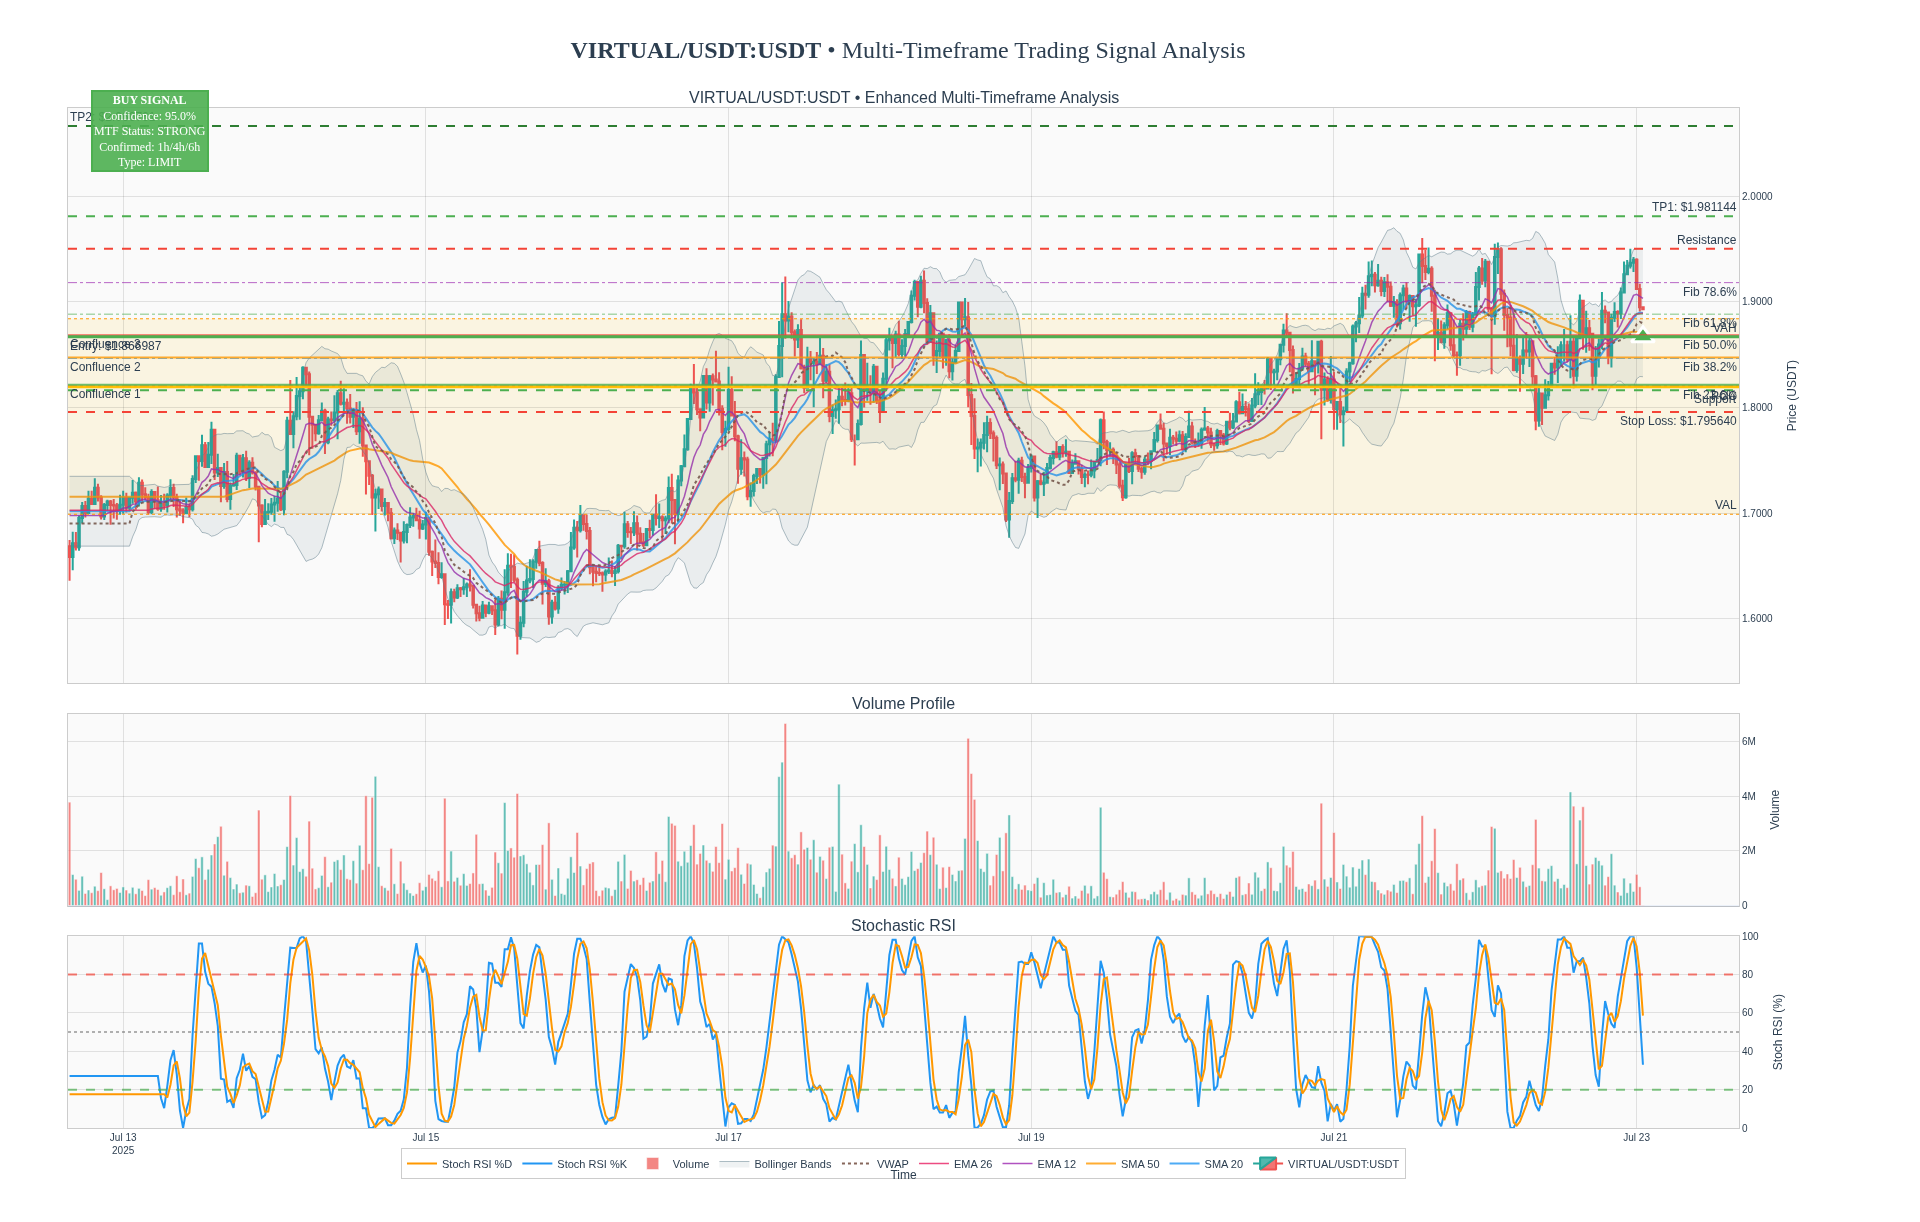 VIRTUAL/USDT:USDT • Multi-Timeframe Trading Signal Analysis
VIRTUAL/USDT:USDT • Enhanced Multi-Timeframe Analysis
BUY SIGNAL
Confidence: 95.0%
MTF Status: STRONG
Confirmed: 1h/4h/6h
Type: LIMIT
TP2
TP1: $1.981144
Resistance
Fib 78.6%
Fib 61.8%
VAH
Fib 50.0%
Fib 38.2%
Support
Stop Loss: $1.795640
VAL
Entry: $1.866987
Confluence 2
Confluence 1
2.0000
1.9000
1.8000
1.7000
1.6000
Price (USDT)
Volume Profile
6M
4M
2M
0
Volume
Stochastic RSI
100
80
60
40
20
0
Stoch RSI (%)
Jul 13
2025
Jul 15
Jul 17
Jul 19
Jul 21
Jul 23
Time
Stoch RSI %D
Stoch RSI %K
Volume
Bollinger Bands
VWAP
EMA 26
EMA 12
SMA 50
SMA 20
VIRTUAL/USDT:USDT